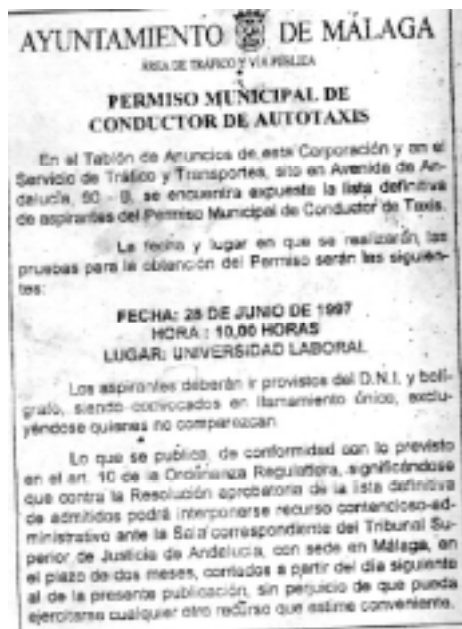 AYUNTAMIENTO DE MÁLAGA
ÁREA DE TRÁFICO Y VÍA PÚBLICA
PERMISO MUNICIPAL DE
CONDUCTOR DE AUTOTAXIS
En el Tablón de Anuncios de esta Corporación y en el
Servicio de Tráfico y Transportes, sito en Avenida de An-
dalucía, se encuentra expuesta la lista definitiva
de aspirantes del Permiso Municipal de Conductor de Taxis.
La fecha y lugar en que se realizarán, las
pruebas para la obtención del Permiso serán las siguien-
tes:
FECHA: 28 DE JUNIO DE 1997
HORA : 10,00 HORAS
LUGAR: UNIVERSIDAD LABORAL
Los aspirantes deberán ir provistos del D.N.I. y bolí-
grafo, siendo convocados en llamamiento único, exclu-
yéndose quienes no comparezcan.
Lo que se publica, de conformidad con lo previsto
en el art. 10 de la Ordenanza Reguladora, significándose
que contra la Resolución aprobatoria de la lista definitiva
de admitidos podrá interponerse recurso contencioso-ad-
ministrativo ante la Sala correspondiente del Tribunal Su-
perior de Justicia de Andalucía, con sede en Málaga, en
el plazo de dos meses, contados a partir del día siguiente
al de la presente publicación, sin perjuicio de que pueda
ejercitarse cualquier otro recurso que estime conveniente.